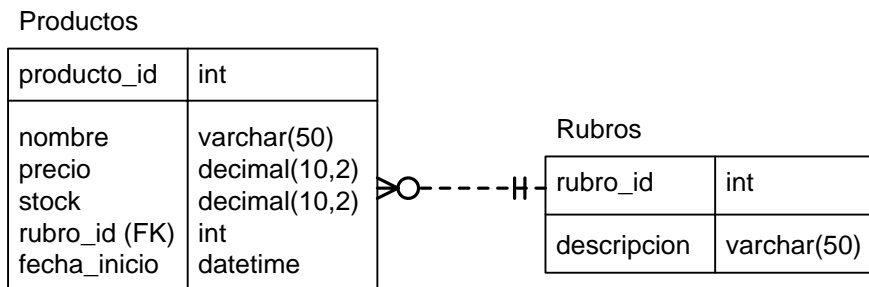 Productos
producto_id int
nombre varchar(50)
precio decimal(10,2)
stock decimal(10,2)
rubro_id (FK) int
fecha_inicio datetime
Rubros
rubro_id int
descripcion varchar(50)